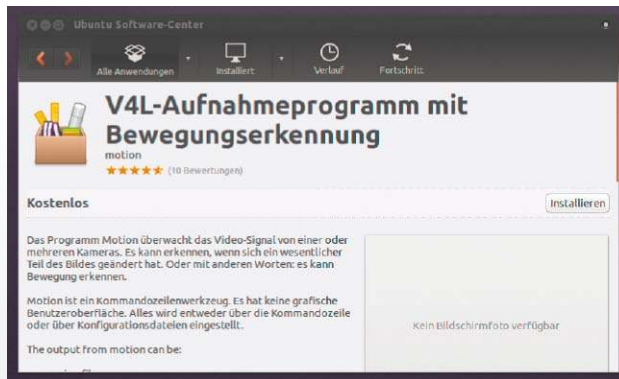 Ubuntu Software-Center
Alle Anwendungen
Installiert
Verlauf
Fortschritt
V4L-Aufnahmeprogramm mit
Bewegungserkennung
motion
(10 Bewertungen)
Kostenlos
Installieren
Das Programm Motion überwacht das Video-Signal von einer oder
mehreren Kameras. Es kann erkennen, wenn sich ein wesentlicher
Teil des Bildes geändert hat. Oder mit anderen Worten: es kann
Bewegung erkennen.
Motion ist ein Kommandozeilenwerkzeug. Es hat keine grafische
Benutzeroberfläche. Alles wird entweder über die Kommandozeile
oder über Konfigurationsdateien eingestellt.
Kein Bildschirmfoto verfügbar
The output from motion can be: